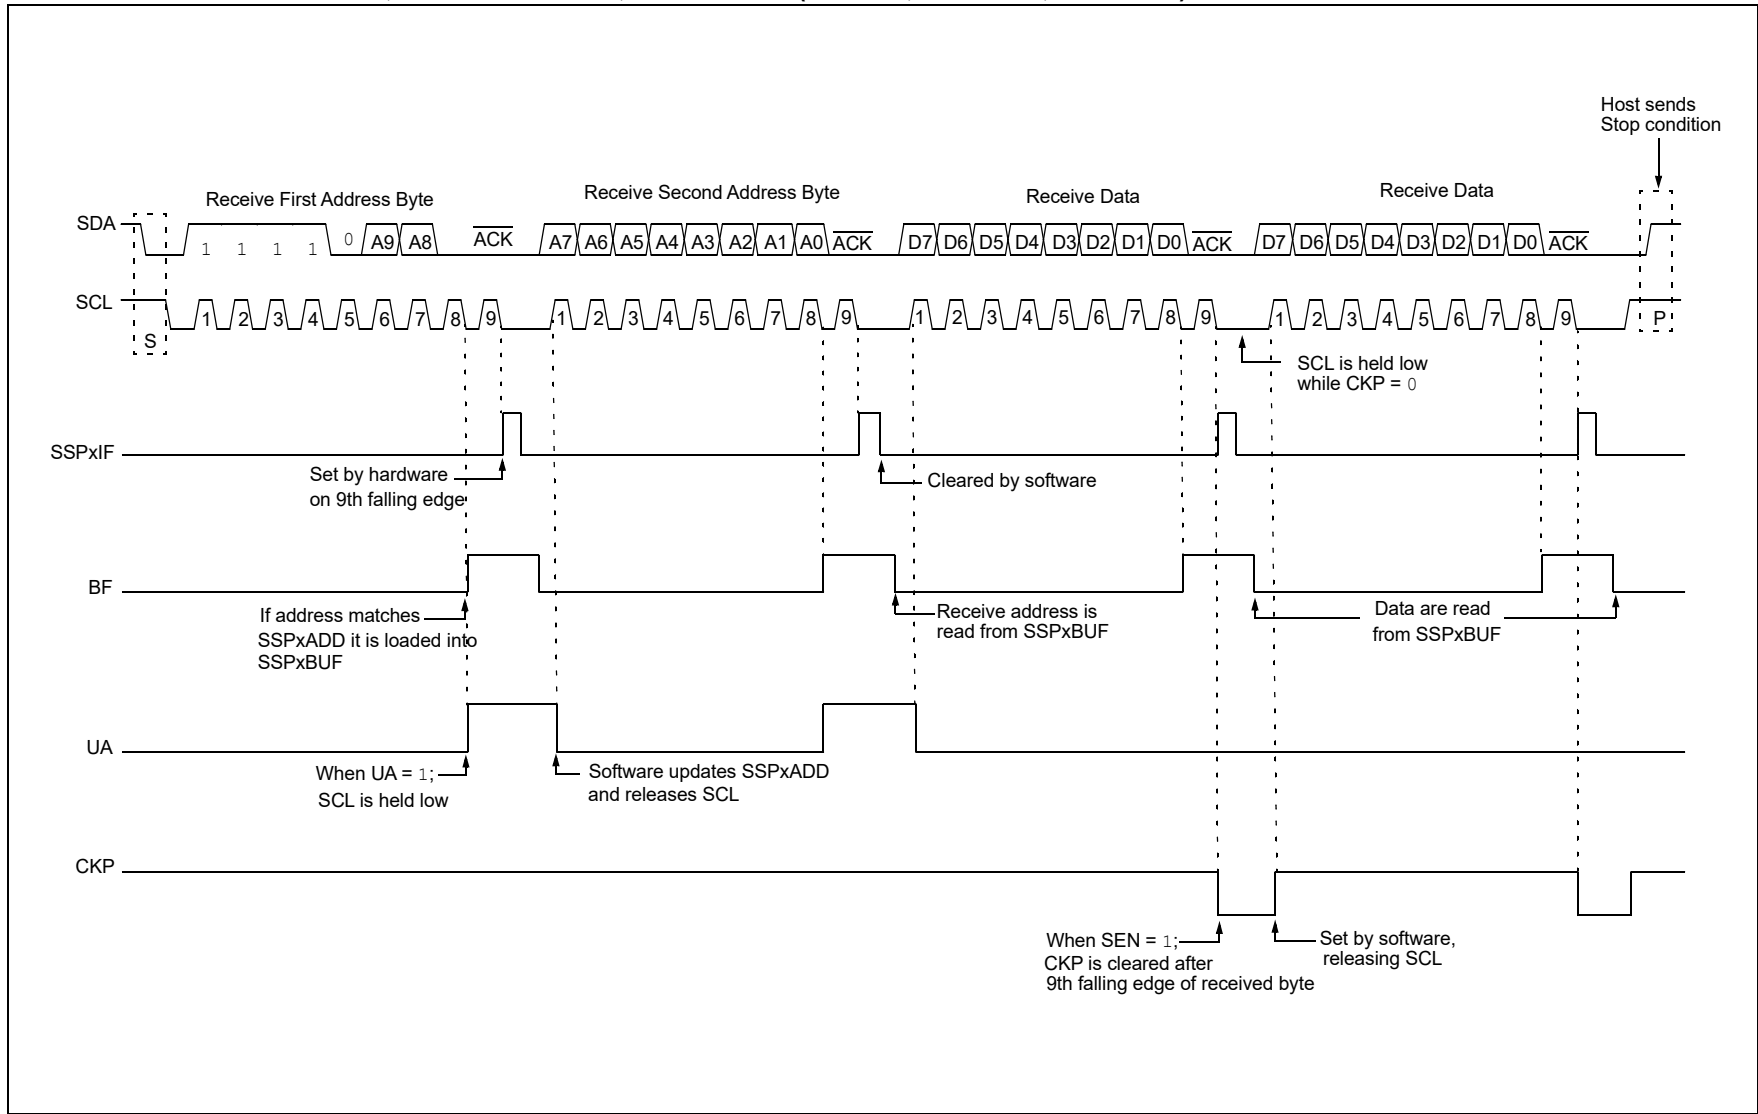 Host sends
Stop condition
Receive First Address Byte
Receive Second Address Byte
Receive Data
Receive Data
SDA
1 1 1 1 0 A9 A8 ACK A7 A6 A5 A4 A3 A2 A1 A0 ACK D7 D6 D5 D4 D3 D2 D1 D0 ACK D7 D6 D5 D4 D3 D2 D1 D0 ACK
SCL
1 2 3 4 5 6 7 8 9 1 2 3 4 5 6 7 8 9 1 2 3 4 5 6 7 8 9 1 2 3 4 5 6 7 8 9
S
P
SCL is held low
while CKP = 0
SSPxIF
Set by hardware
on 9th falling edge
Cleared by software
BF
If address matches
SSPxADD it is loaded into
SSPxBUF
Receive address is
read from SSPxBUF
Data are read
from SSPxBUF
UA
When UA = 1;
SCL is held low
Software updates SSPxADD
and releases SCL
CKP
When SEN = 1;
CKP is cleared after
9th falling edge of received byte
Set by software,
releasing SCL